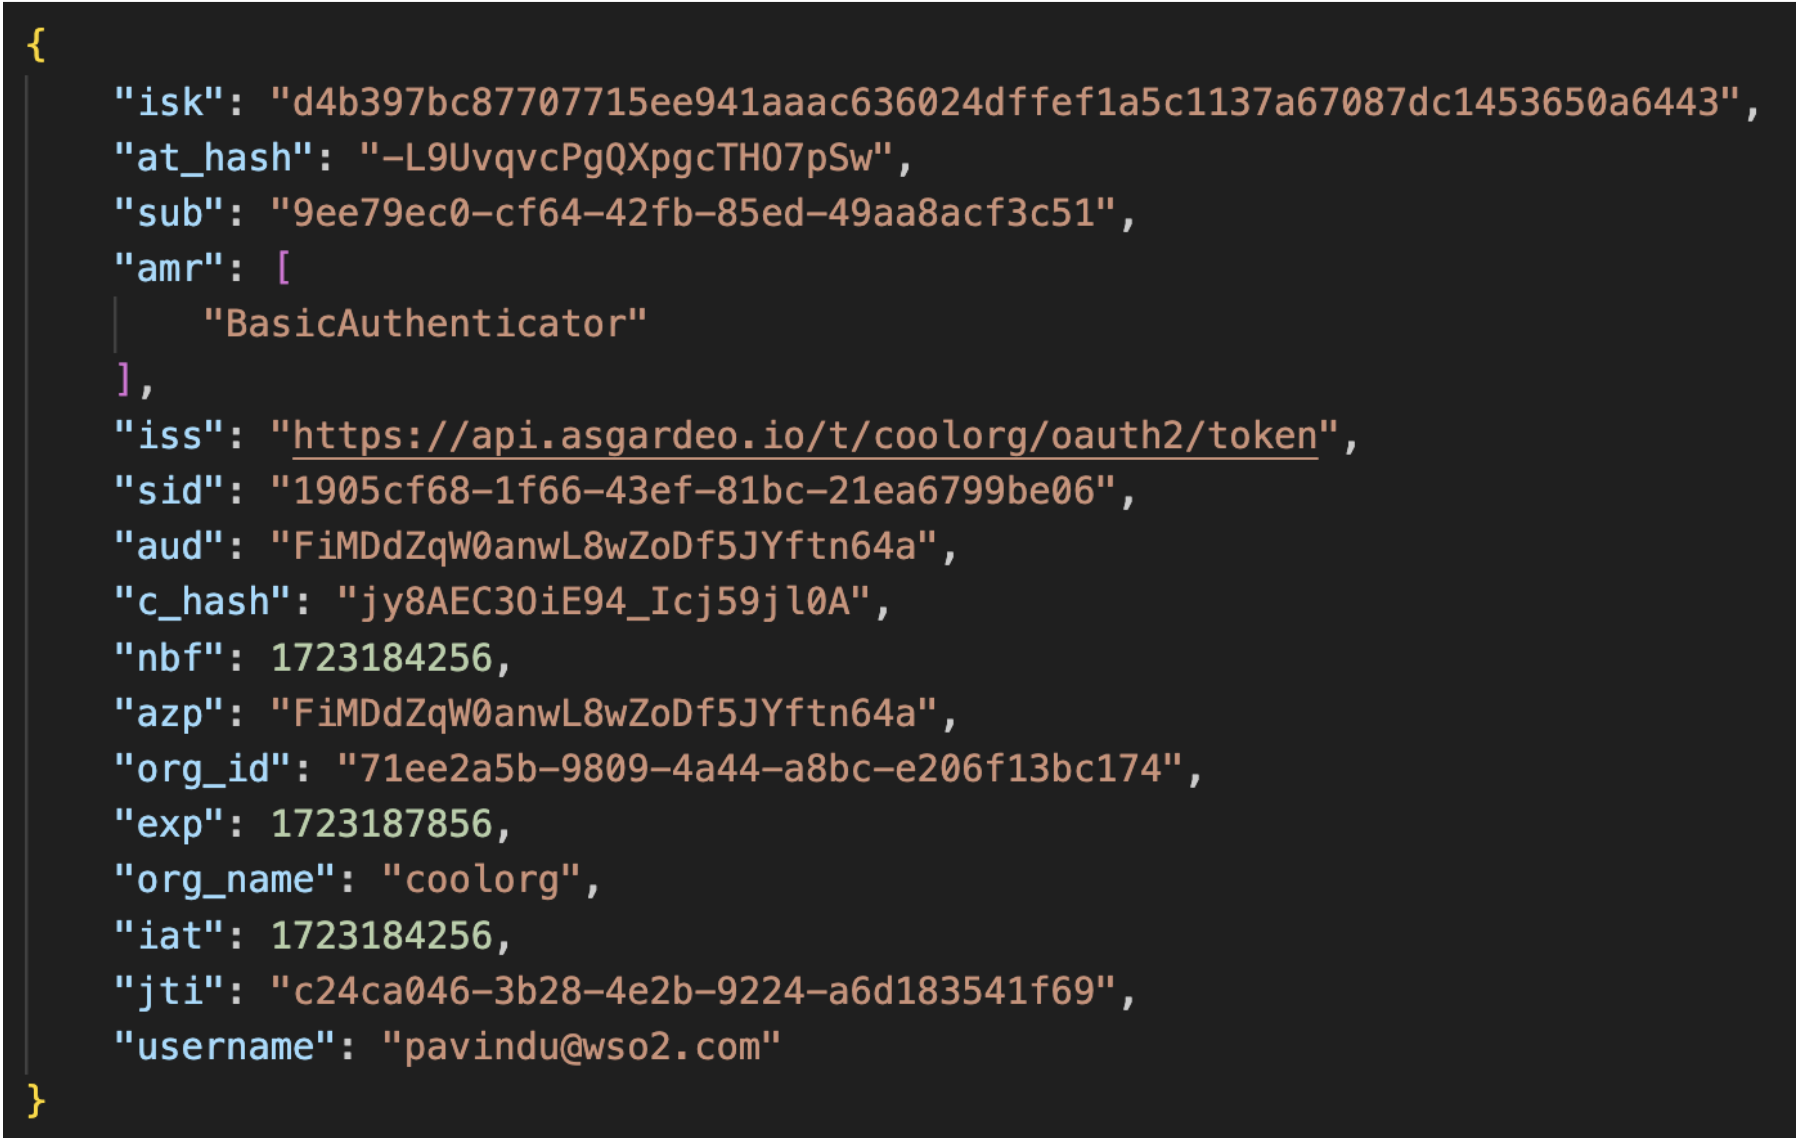 {
"isk": "d4b397bc87707715ee941aaac636024dffef1a5c1137a67087dc1453650a6443",
"at_hash": "-L9UvqvcPgQXpgcTHO7pSw",
"sub": "9ee79ec0-cf64-42fb-85ed-49aa8acf3c51",
"amr": [
"BasicAuthenticator"
],
"iss": "https://api.asgardeo.io/t/coolorg/oauth2/token",
"sid": "1905cf68-1f66-43ef-81bc-21ea6799be06",
"aud": "FiMDdZqW0anwL8wZoDf5JYftn64a",
"c_hash": "jy8AEC3OiE94_Icj59jl0A",
"nbf": 1723184256,
"azp": "FiMDdZqW0anwL8wZoDf5JYftn64a",
"org_id": "71ee2a5b-9809-4a44-a8bc-e206f13bc174",
"exp": 1723187856,
"org_name": "coolorg",
"iat": 1723184256,
"jti": "c24ca046-3b28-4e2b-9224-a6d183541f69",
"username": "pavindu@wso2.com"
}